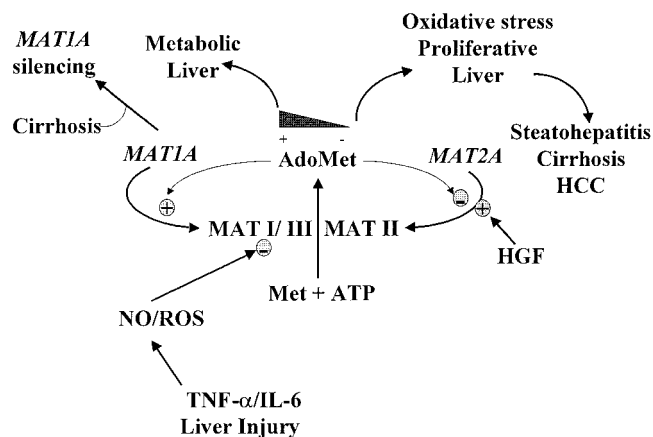 MAT1A
silencing
Metabolic
Liver
Oxidative stress
Proliferative
Liver
Cirrhosis
Steatohepatitis
Cirrhosis
HCC
+ -
MAT1A
AdoMet
MAT2A
+
-
+
MAT I/ III
MAT II
-
HGF
Met + ATP
NO/ROS
TNF-α/IL-6
Liver Injury